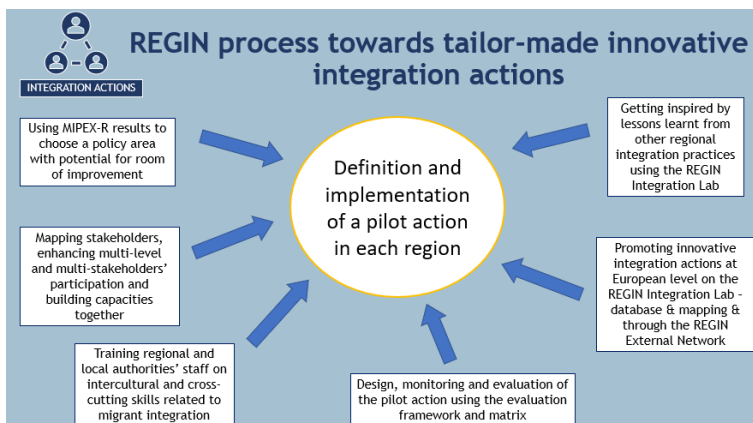 REGIN process towards tailor-made innovative
integration actions
INTEGRATION ACTIONS
Using MIPEX-R results to
choose a policy area
with potential for room
of improvement
Mapping stakeholders,
enhancing multi-level
and multi-stakeholders'
participation and
building capacities
together
Training regional and
local authorities' staff on
intercultural and cross-
cutting skills related to
migrant integration
Definition and
implementation
of a pilot action
in each region
Design, monitoring and evaluation of
the pilot action using the evaluation
framework and matrix
Getting inspired by
lessons learnt from
other regional
integration practices
using the REGIN
Integration Lab
Promoting innovative
integration actions at
European level on the
REGIN Integration Lab -
database & mapping &
through the REGIN
External Network